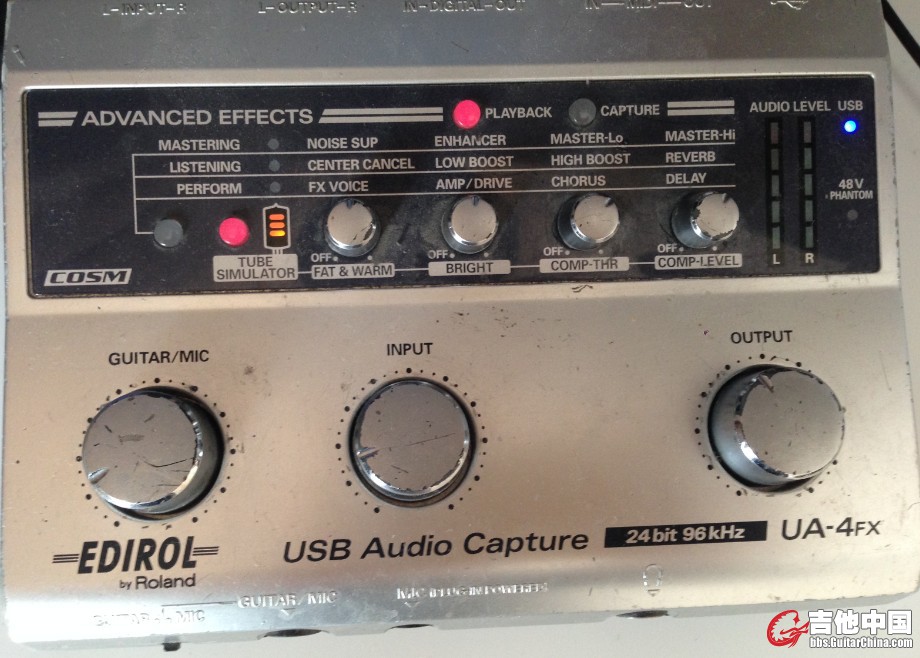 L-INPUT-R
L-OUTPUT-R
IN-DIGITAL-OUT
IN-MIDI-OUT
ADVANCED EFFECTS
PLAYBACK
CAPTURE
AUDIO LEVEL
USB
MASTERING
NOISE SUP
ENHANCER
MASTER-Lo
MASTER-Hi
LISTENING
CENTER CANCEL
LOW BOOST
HIGH BOOST
REVERB
PERFORM
FX VOICE
AMP/DRIVE
CHORUS
DELAY
48V
PHANTOM
OFF
OFF
OFF
OFF
L
R
COSM
TUBE
SIMULATOR
FAT & WARM
BRIGHT
COMP-THR
COMP-LEVEL
GUITAR/MIC
INPUT
OUTPUT
EDIROL
by Roland
USB Audio Capture
24bit 96kHz
UA-4FX
GUITAR/MIC
MIC (PLUG-IN POWERED)
吉他中国
bbs.GuitarChina.com